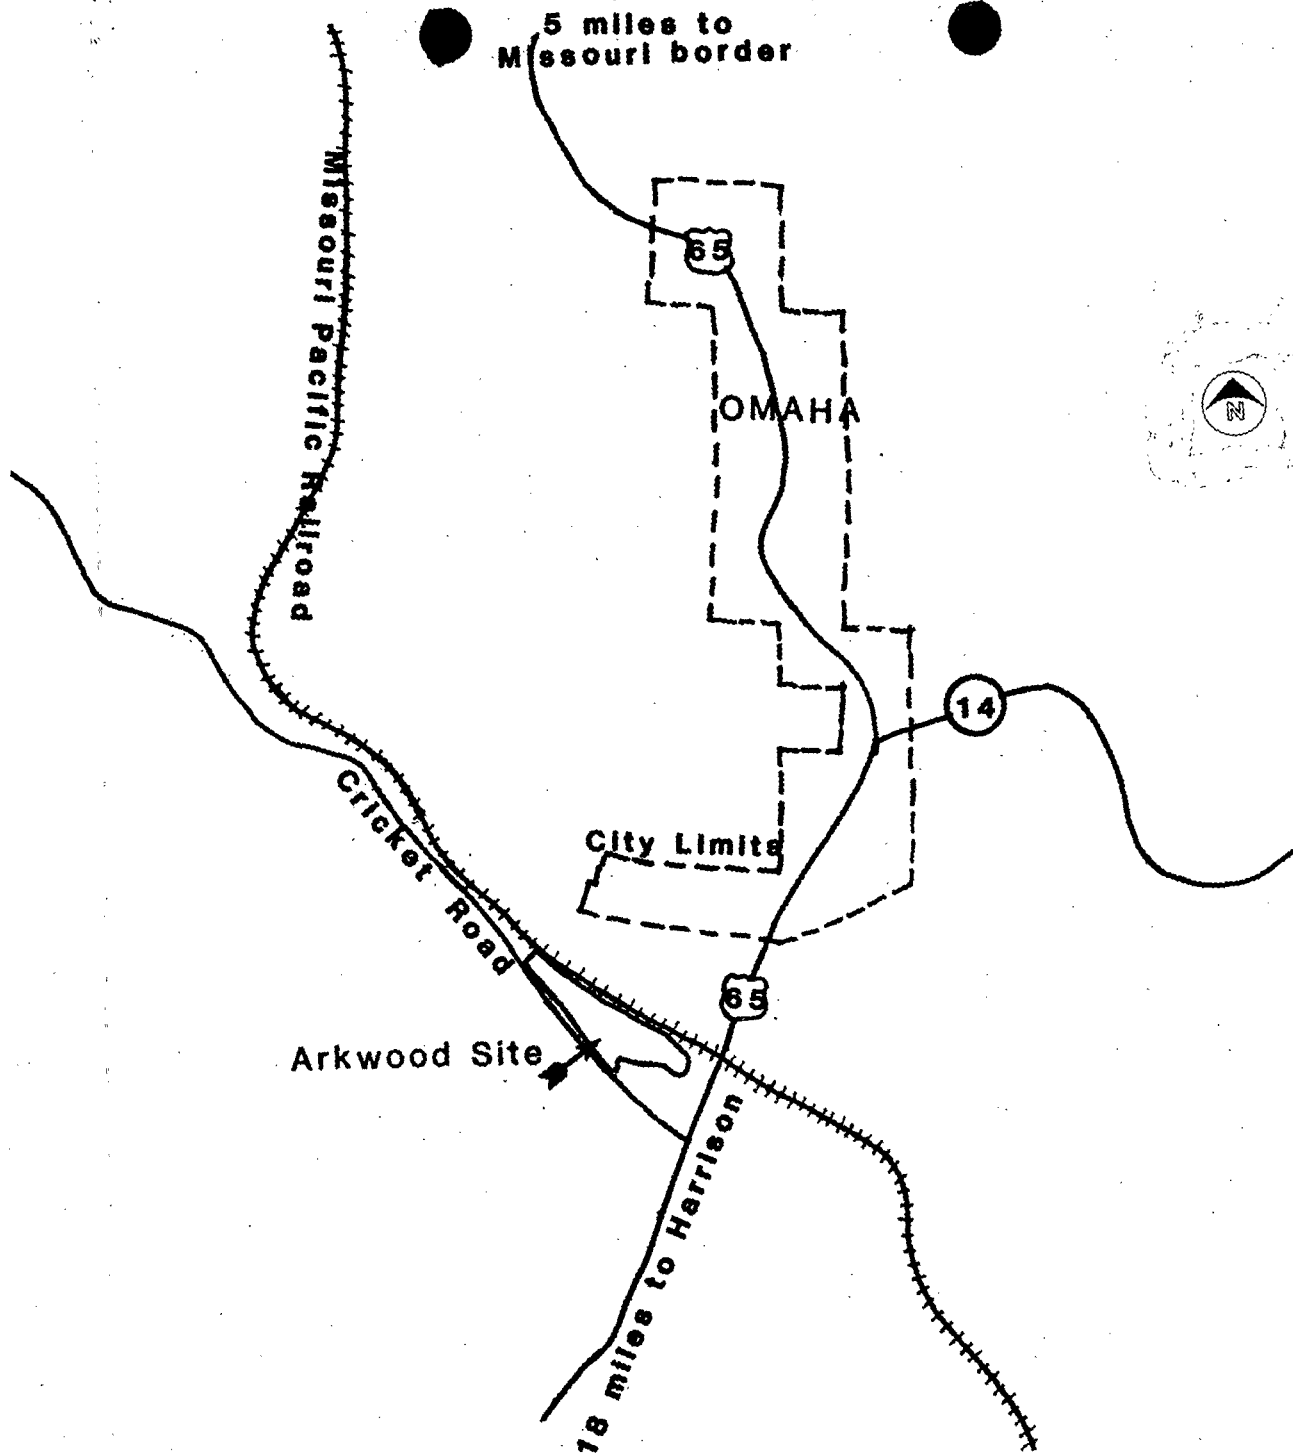 5 miles to
Missouri border
Missouri Pacific Railroad
65
OMAHA
N
14
Cricket Road
City Limits
65
Arkwood Site
18 miles to Harrison